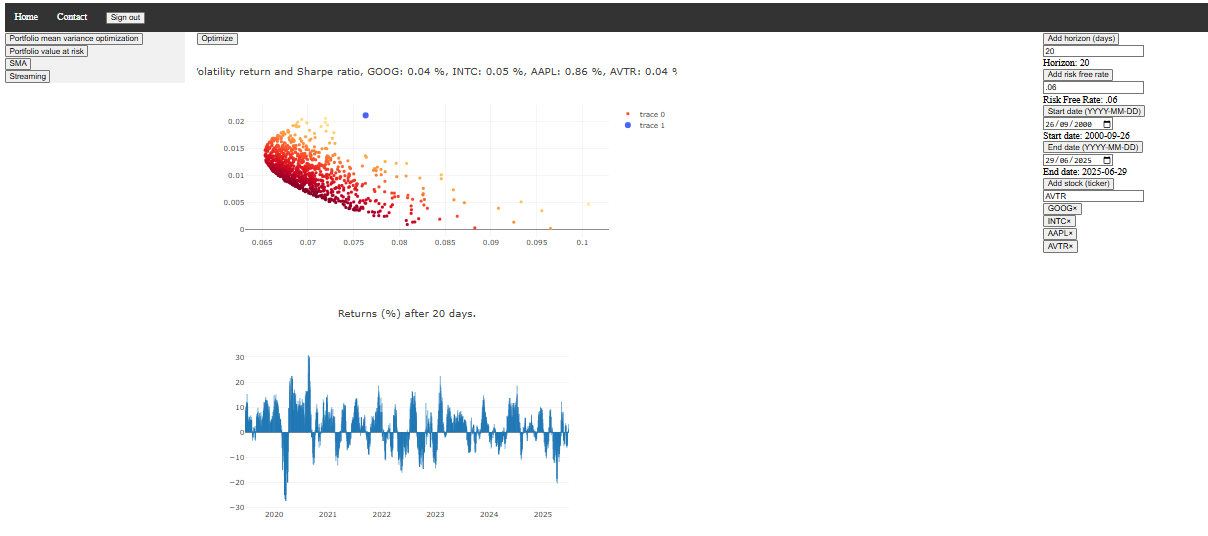 Home Contact Sign out
Portfolio mean variance optimization
Portfolio value at risk
SMA
Streaming
Optimize
olatility return and Sharpe ratio, GOOG: 0.04 %, INTC: 0.05 %, AAPL: 0.86 %, AVTR: 0.04 %
trace 0
trace 1
0.02
0.015
0.01
0.005
0
0.065 0.07 0.075 0.08 0.085 0.09 0.095 0.1
Returns (%) after 20 days.
30
20
10
0
−10
−20
−30
2020 2021 2022 2023 2024 2025
Add horizon (days)
20
Horizon: 20
Add risk free rate
.06
Risk Free Rate: .06
Start date (YYYY-MM-DD)
26/09/2000
Start date: 2000-09-26
End date (YYYY-MM-DD)
29/06/2025
End date: 2025-06-29
Add stock (ticker)
AVTR
GOOG×
INTC×
AAPL×
AVTR×